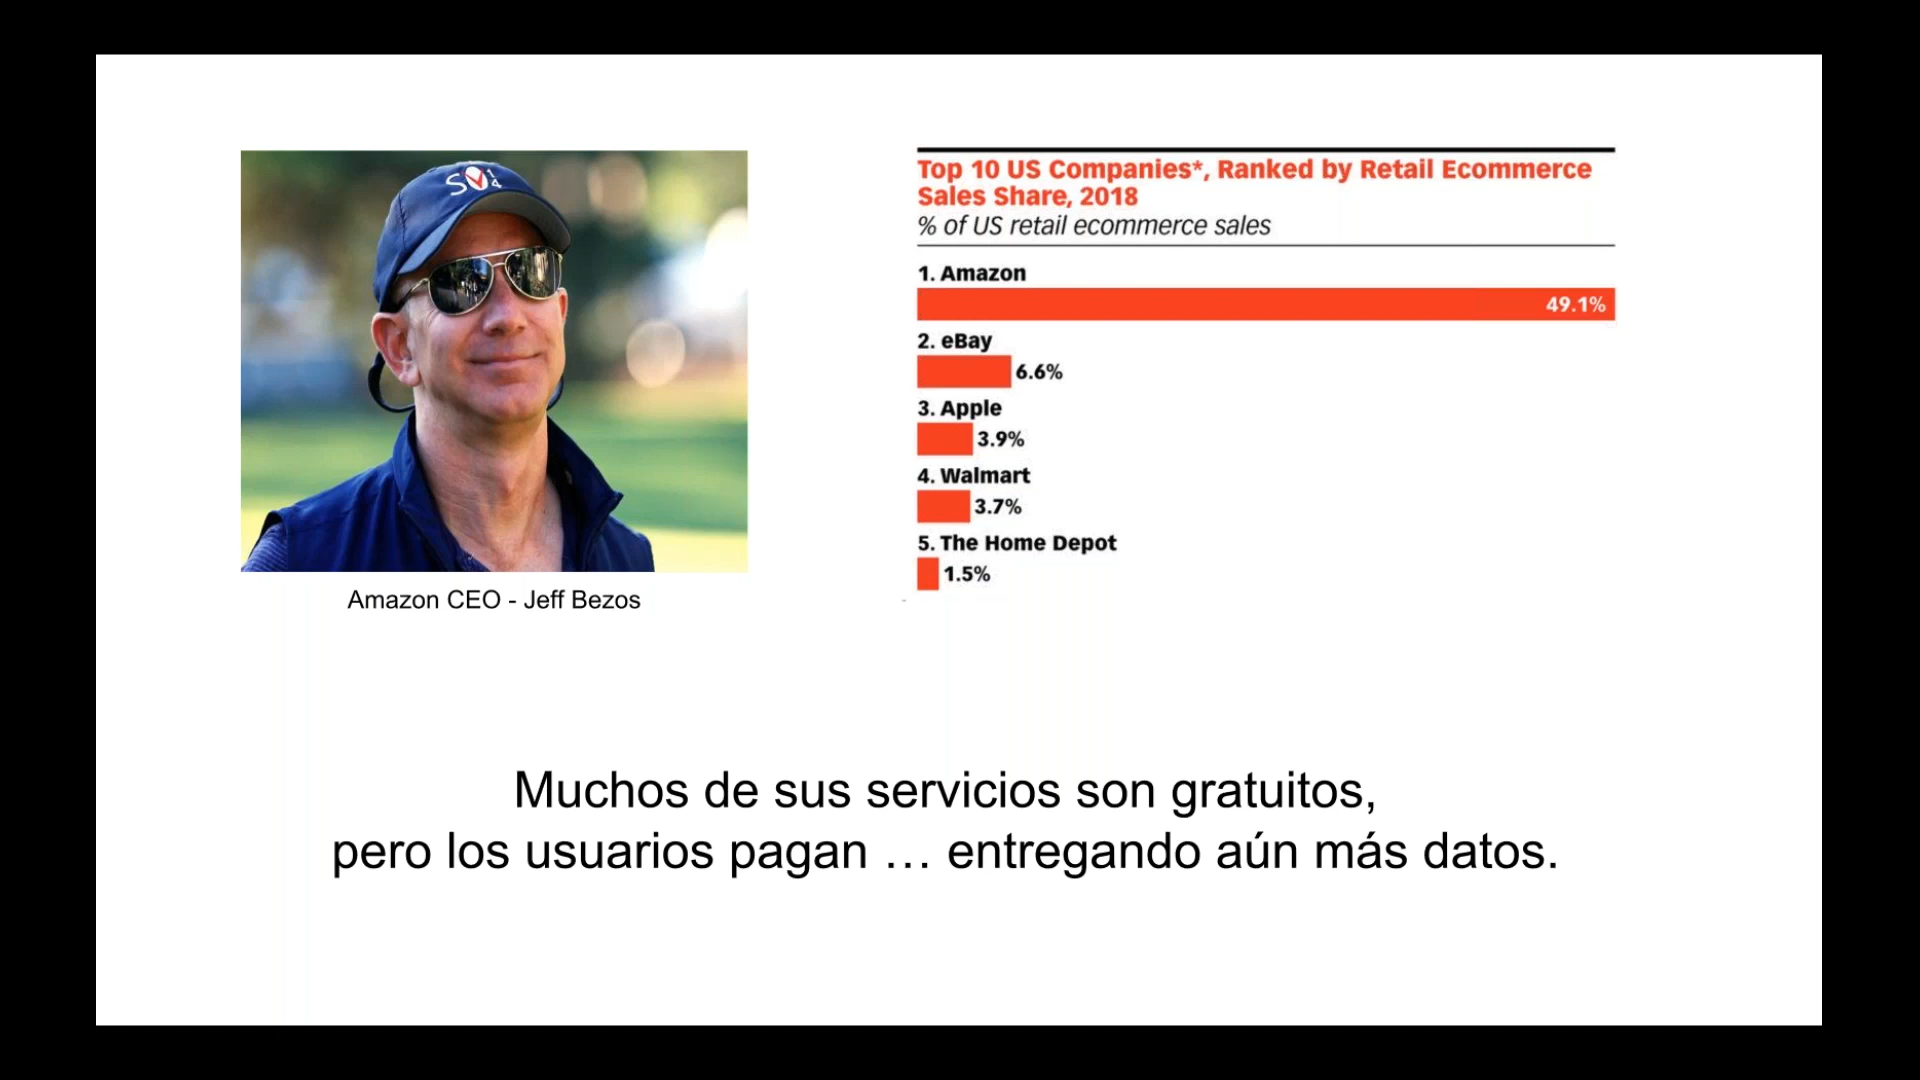 SV
1
4
Amazon CEO - Jeff Bezos
Top 10 US Companies*, Ranked by Retail Ecommerce
Sales Share, 2018
% of US retail ecommerce sales
1. Amazon
49.1%
2. eBay
6.6%
3. Apple
3.9%
4. Walmart
3.7%
5. The Home Depot
1.5%
Muchos de sus servicios son gratuitos,
pero los usuarios pagan … entregando aún más datos.